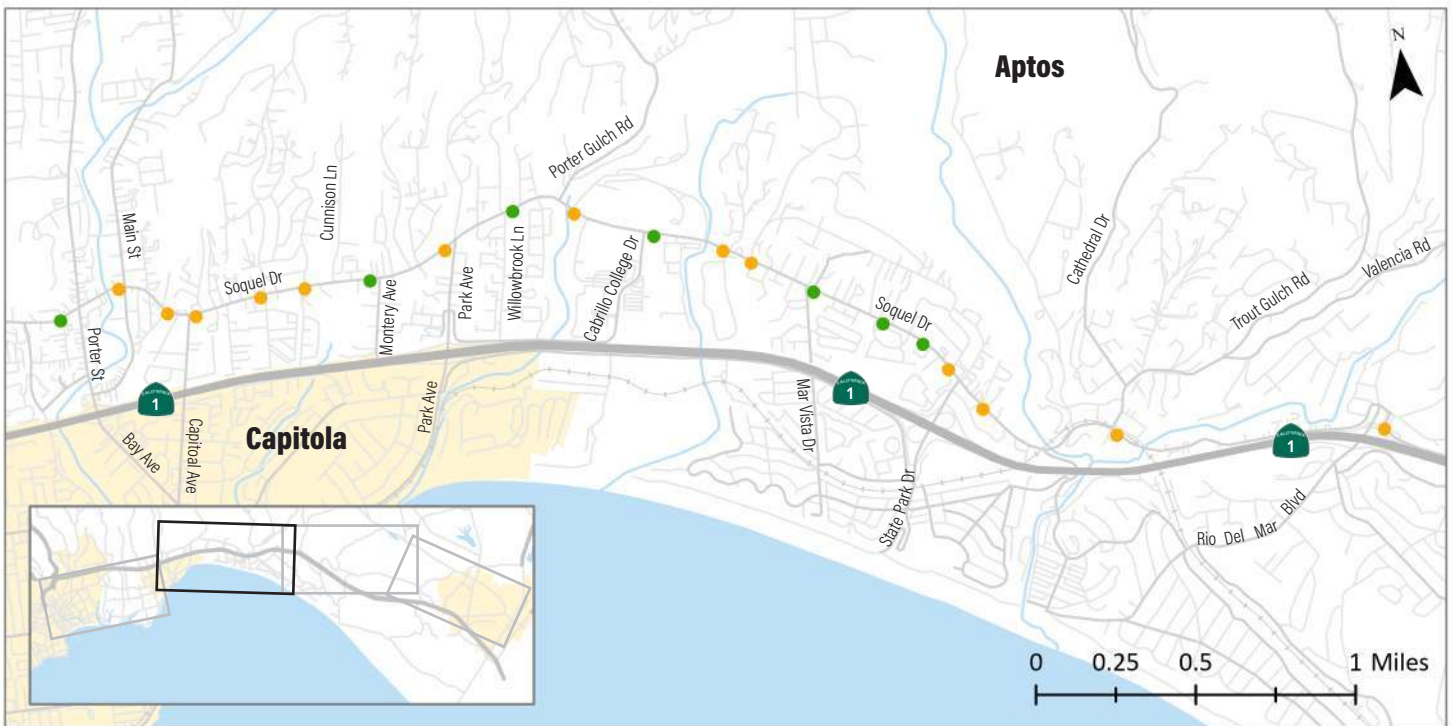 Aptos
N
Porter Gulch Rd
Main St
Cunnison Ln
Cathedral Dr
Valencia Rd
Soquel Dr
Montery Ave
Park Ave
Willowbrook Ln
Cabrillo College Dr
Soquel Dr
Trout Gulch Rd
Porter St
1
Bay Ave
Capitoal Ave
Capitola
Park Ave
Mar Vista Dr
1
State Park Dr
1
Rio Del Mar Blvd
0 0.25 0.5 1 Miles